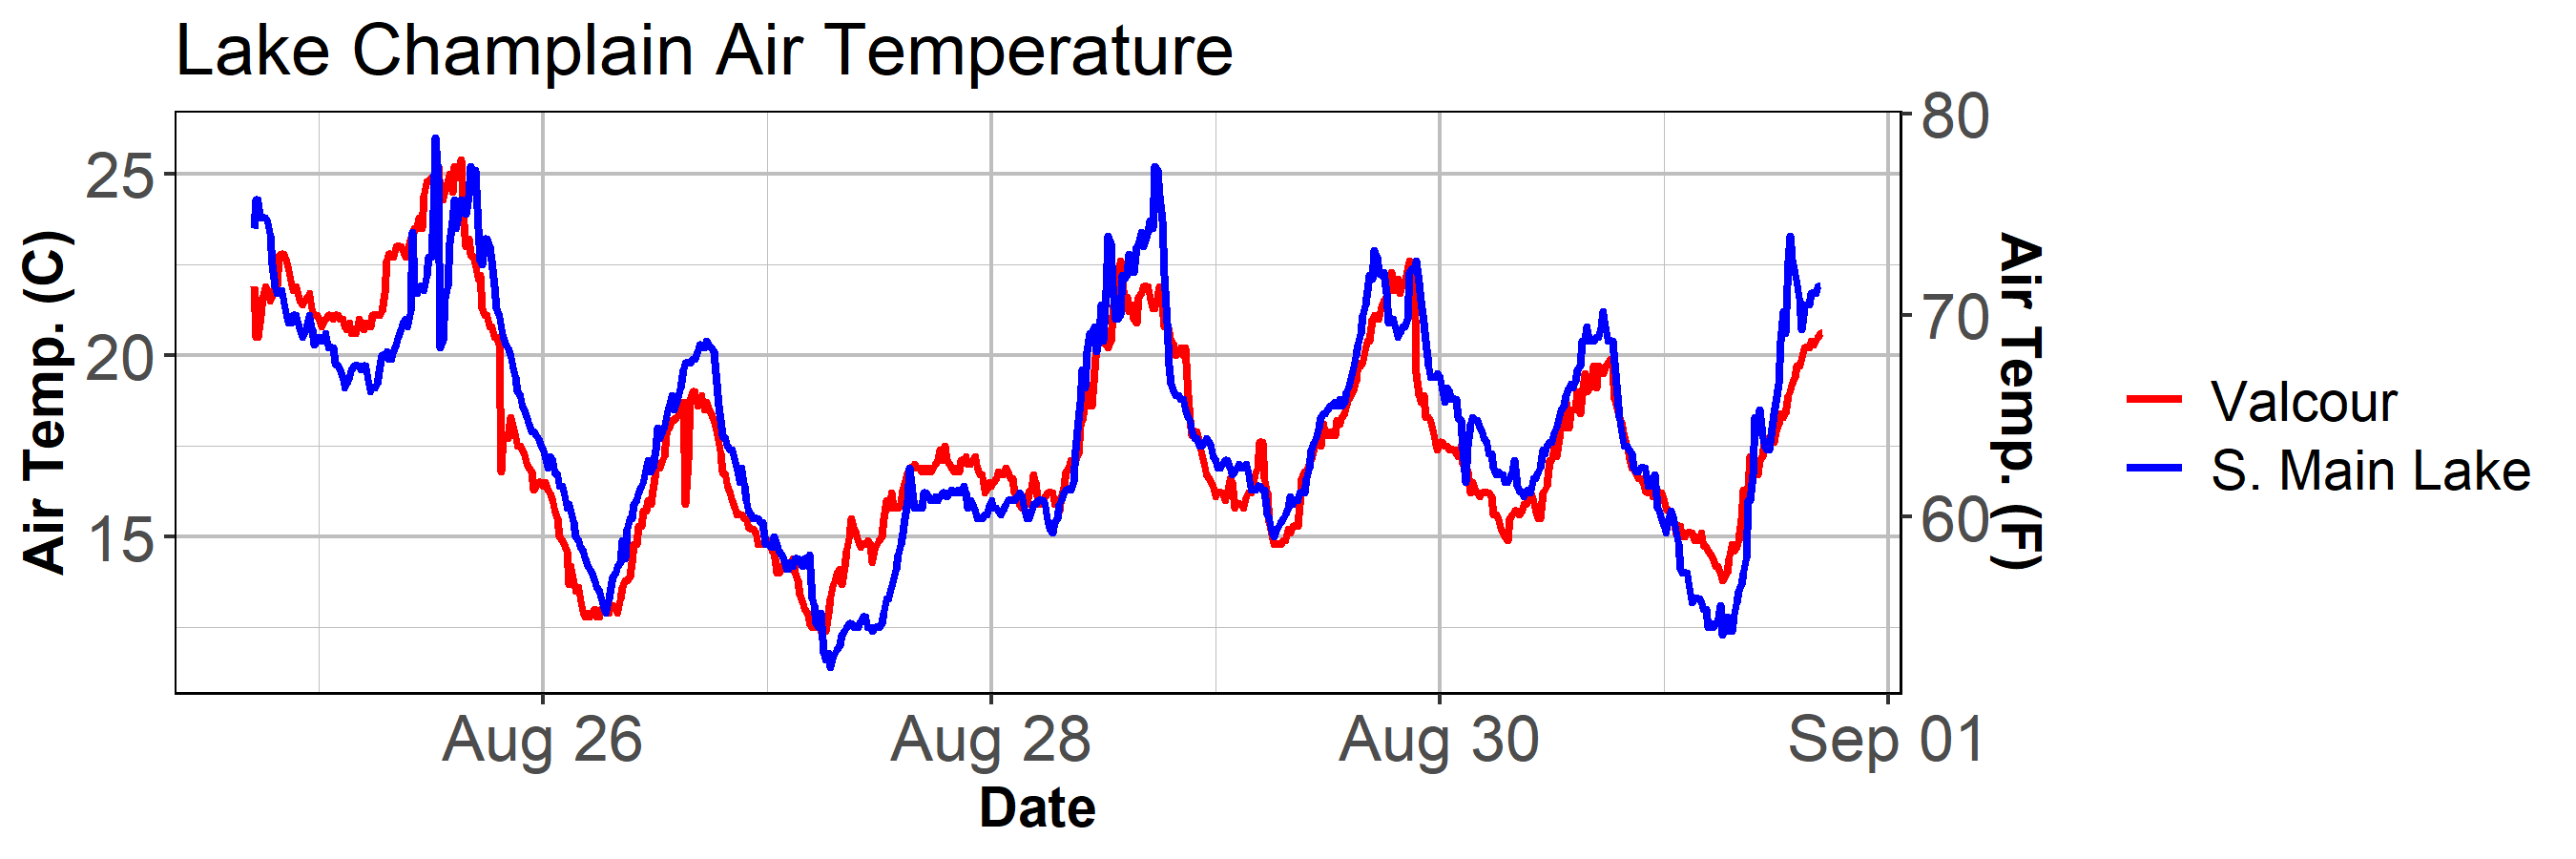 Lake Champlain Air Temperature
Air Temp. (C)
25
20
15
80
70
60
Air Temp. (F)
Aug 26
Aug 28
Aug 30
Sep 01
Date
Valcour
S. Main Lake